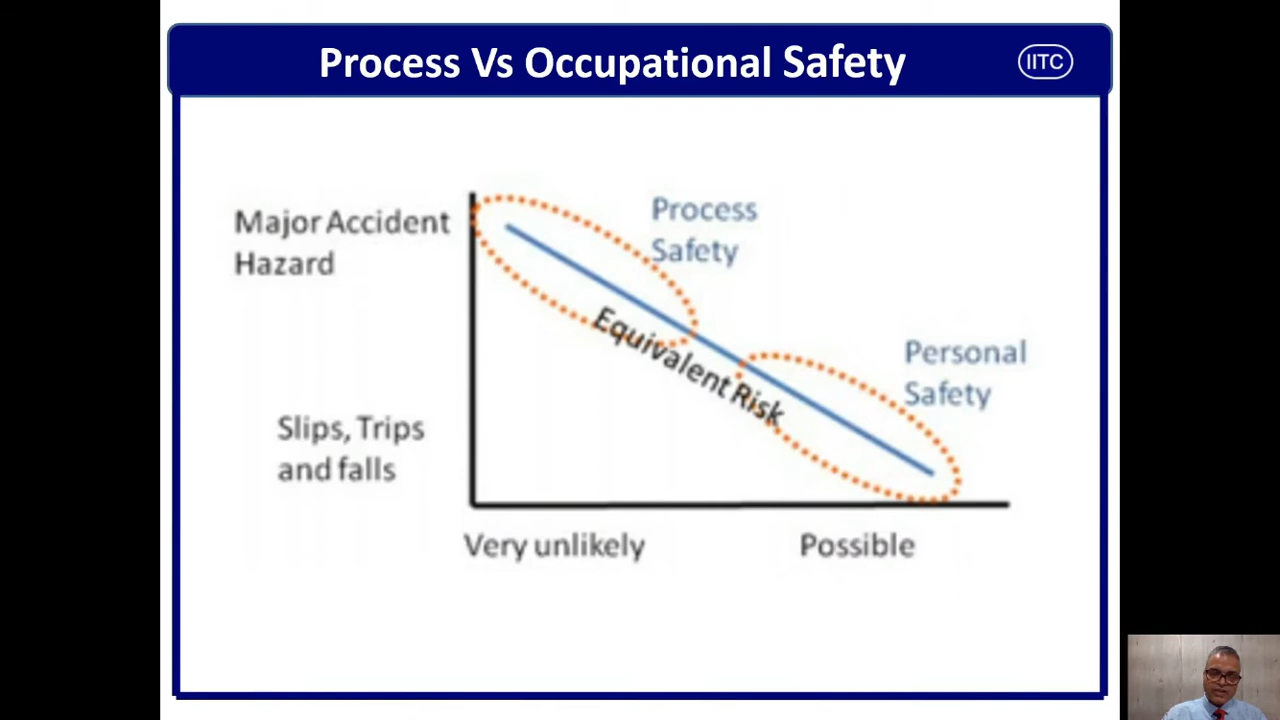 Process Vs Occupational Safety
IITC
Major Accident
Hazard
Process
Safety
Equivalent Risk
Personal
Safety
Slips, Trips
and falls
Very unlikely
Possible